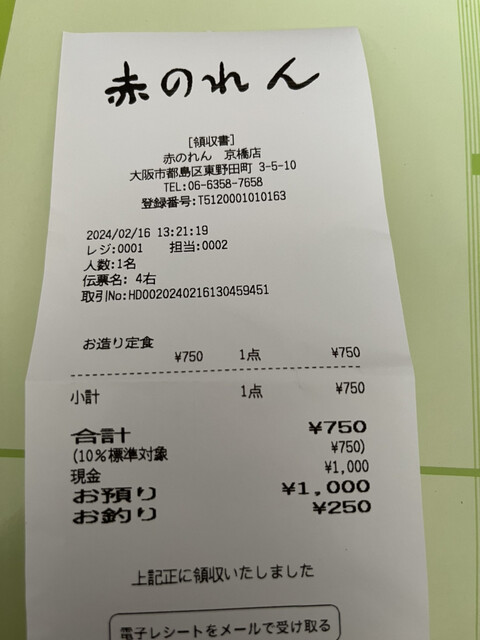 赤のれん
[領収書]
赤のれん 京橋店
大阪市都島区東野田町 3-5-10
TEL:06-6358-7658
登録番号:T5120001010163
2024/02/16 13:21:19
レジ:0001 担当:0002
人数:1名
伝票名: 4右
取引No:HD0020240216130459451
お造り定食
¥750 1点 ¥750
小計 1点 ¥750
合計 ¥750
(10%標準対象 ¥750)
現金 ¥1,000
お預り ¥1,000
お釣り ¥250
上記正に領収いたしました
電子レシートをメールで受け取る